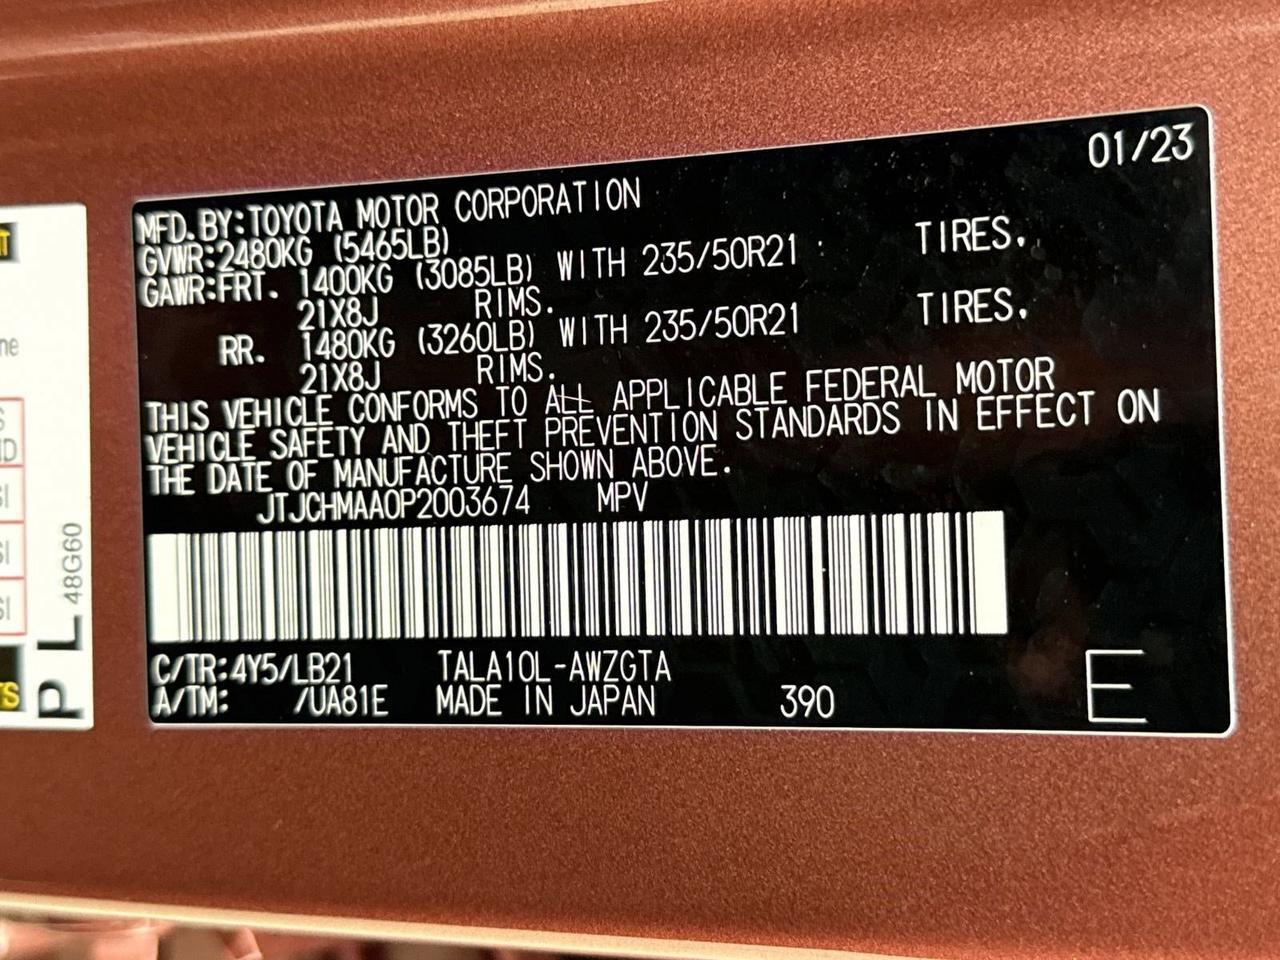 01/23
MFD.BY:TOYOTA MOTOR CORPORATION
GVWR:2480KG (5465LB)
GAWR:FRT. 1400KG (3085LB) WITH 235/50R21 TIRES.
21X8J RIMS.
RR. 1480KG (3260LB) WITH 235/50R21 TIRES.
21X8J RIMS.
THIS VEHICLE CONFORMS TO ALL APPLICABLE FEDERAL MOTOR
VEHICLE SAFETY AND THEFT PREVENTION STANDARDS IN EFFECT ON
THE DATE OF MANUFACTURE SHOWN ABOVE.
JTJCHMAA0P2003674 MPV
C/TR:4Y5/LB21 TALA10L-AWZGTA
A/TM: /UA81E MADE IN JAPAN 390 E
P L 48G60